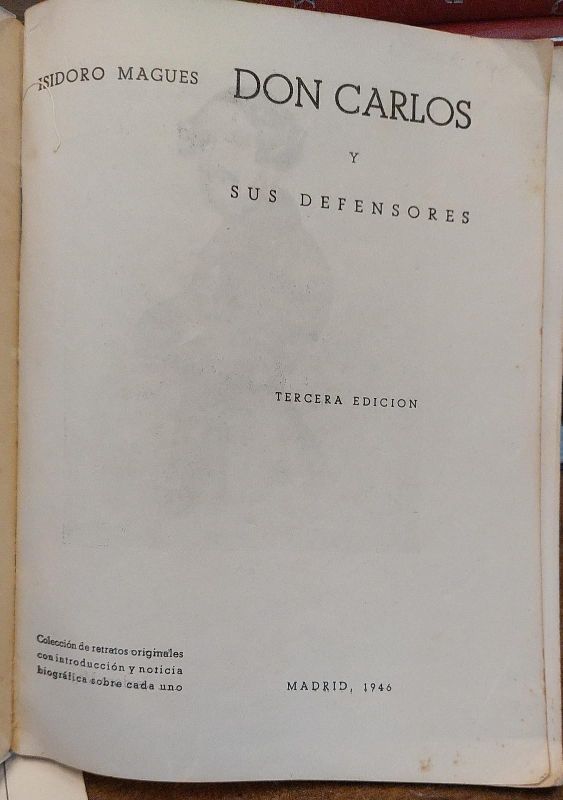 ISIDORO MAGUES
DON CARLOS
Y
SUS DEFENSORES
TERCERA EDICION
Colección de retratos originales
con introducción y noticia
biográfica sobre cada uno
MADRID, 1946